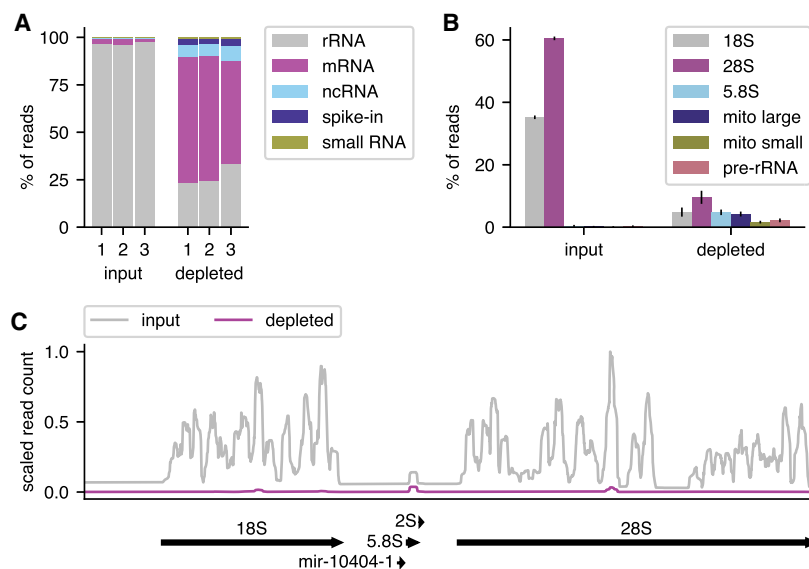 A
% of reads
100
75
50
25
0
1 2 3 1 2 3
input depleted
rRNA
mRNA
ncRNA
spike-in
small RNA
B
% of reads
60
40
20
0
input depleted
18S
28S
5.8S
mito large
mito small
pre-rRNA
C
input depleted
scaled read count
1.0
0.5
0.0
18S
2S
5.8S
mir-10404-1
28S